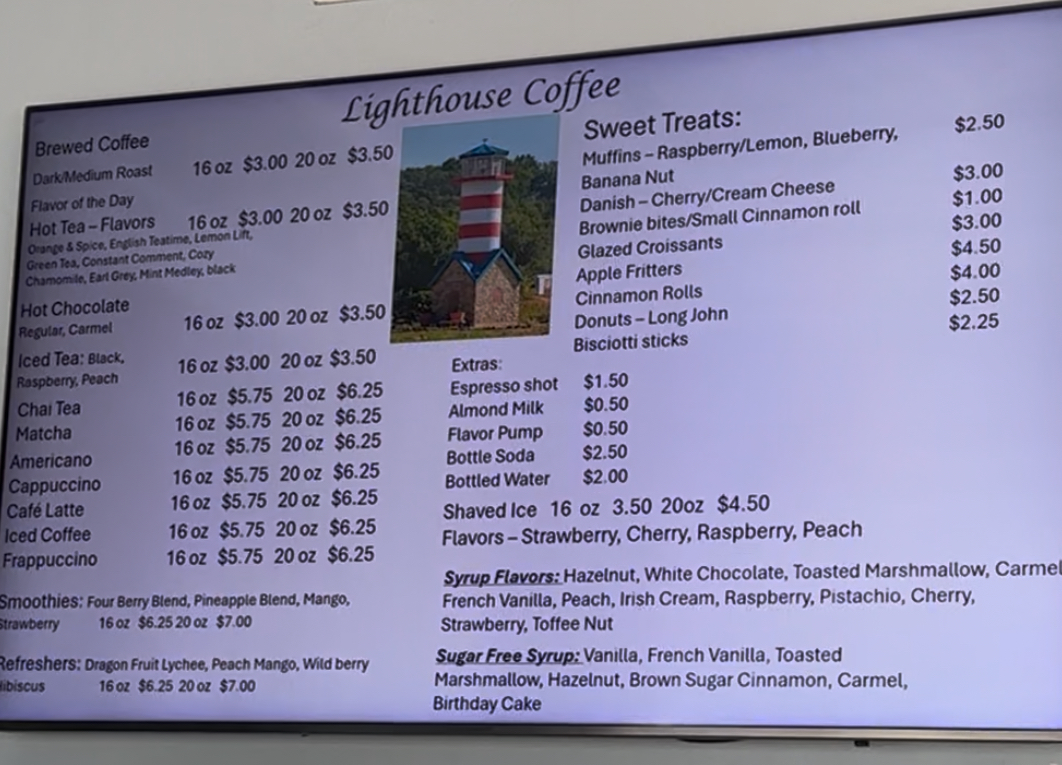 Lighthouse Coffee
Brewed Coffee
Dark/Medium Roast 16 oz $3.00 20 oz $3.50
Flavor of the Day
Hot Tea – Flavors 16 oz $3.00 20 oz $3.50
Orange & Spice, English Teatime, Lemon Lift,
Green Tea, Constant Comment, Cozy
Chamomile, Earl Grey, Mint Medley, black
Hot Chocolate
Regular, Carmel 16 oz $3.00 20 oz $3.50
Iced Tea: Black, 16 oz $3.00 20 oz $3.50
Raspberry, Peach
Chai Tea 16 oz $5.75 20 oz $6.25
Matcha 16 oz $5.75 20 oz $6.25
Americano 16 oz $5.75 20 oz $6.25
Cappuccino 16 oz $5.75 20 oz $6.25
Café Latte 16 oz $5.75 20 oz $6.25
Iced Coffee 16 oz $5.75 20 oz $6.25
Frappuccino 16 oz $5.75 20 oz $6.25
Smoothies: Four Berry Blend, Pineapple Blend, Mango,
Strawberry 16 oz $6.25 20 oz $7.00
Refreshers: Dragon Fruit Lychee, Peach Mango, Wild berry
Hibiscus 16 oz $6.25 20 oz $7.00
Sweet Treats:
Muffins – Raspberry/Lemon, Blueberry, $2.50
Banana Nut
Danish – Cherry/Cream Cheese $3.00
Brownie bites/Small Cinnamon roll $1.00
Glazed Croissants $3.00
Apple Fritters $4.50
Cinnamon Rolls $4.00
Donuts – Long John $2.50
Bisciotti sticks $2.25
Extras:
Espresso shot $1.50
Almond Milk $0.50
Flavor Pump $0.50
Bottle Soda $2.50
Bottled Water $2.00
Shaved Ice 16 oz 3.50 20oz $4.50
Flavors – Strawberry, Cherry, Raspberry, Peach
Syrup Flavors: Hazelnut, White Chocolate, Toasted Marshmallow, Carmel
French Vanilla, Peach, Irish Cream, Raspberry, Pistachio, Cherry,
Strawberry, Toffee Nut
Sugar Free Syrup: Vanilla, French Vanilla, Toasted
Marshmallow, Hazelnut, Brown Sugar Cinnamon, Carmel,
Birthday Cake